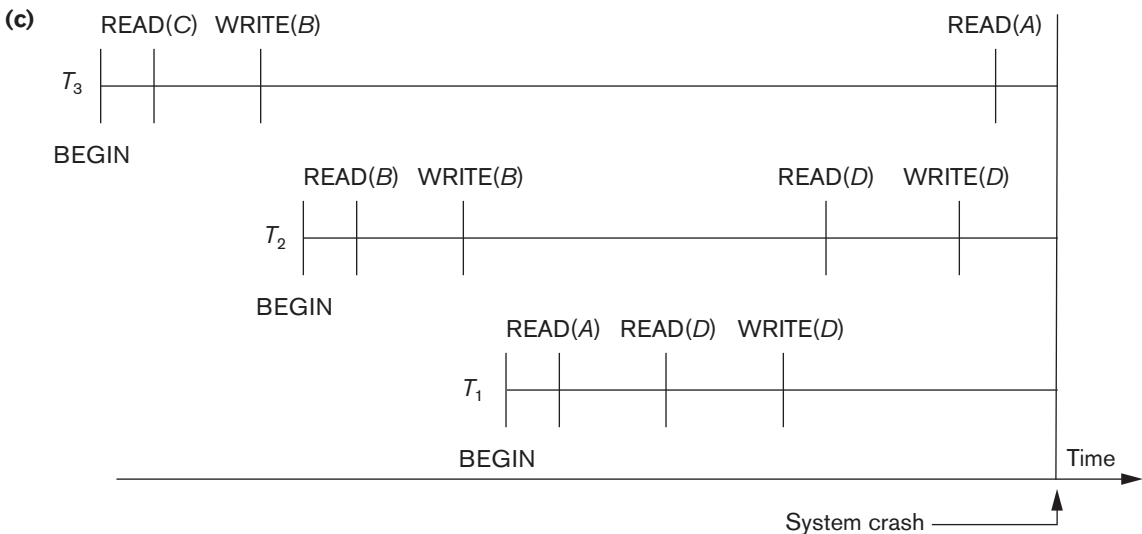 (c)
READ(C) WRITE(B) READ(A)
T3
BEGIN
READ(B) WRITE(B) READ(D) WRITE(D)
T2
BEGIN
READ(A) READ(D) WRITE(D)
T1
BEGIN
Time
System crash